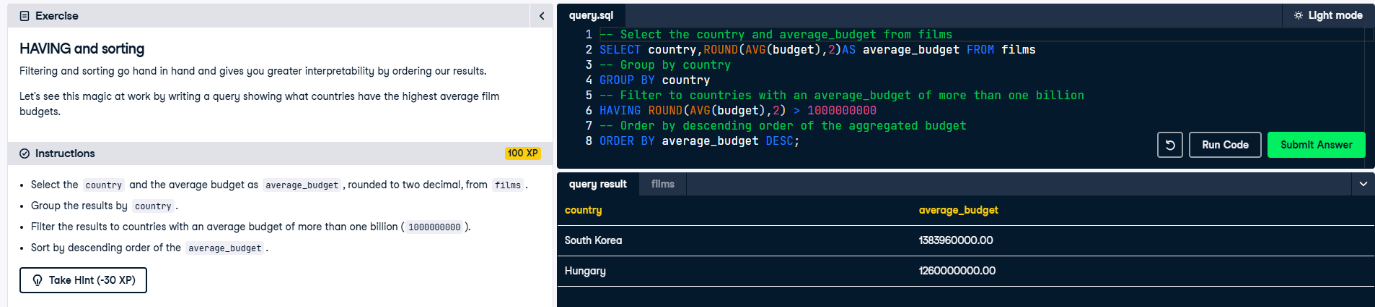 Exercise
HAVING and sorting
Filtering and sorting go hand in hand and gives you greater interpretability by ordering our results.
Let's see this magic at work by writing a query showing what countries have the highest average film
budgets.
Instructions
100 XP
• Select the country and the average budget as average_budget, rounded to two decimal, from films.
• Group the results by country.
• Filter the results to countries with an average budget of more than one billion (1000000000).
• Sort by descending order of the average_budget.
Take Hint (-30 XP)
query.sql
Light mode
1 -- Select the country and average_budget from films
2 SELECT country,ROUND(AVG(budget),2)AS average_budget FROM films
3 -- Group by country
4 GROUP BY country
5 -- Filter to countries with an average_budget of more than one billion
6 HAVING ROUND(AVG(budget),2) > 1000000000
7 -- Order by descending order of the aggregated budget
8 ORDER BY average_budget DESC;
Run Code
Submit Answer
query result
films
country average_budget
South Korea 1383960000.00
Hungary 1260000000.00